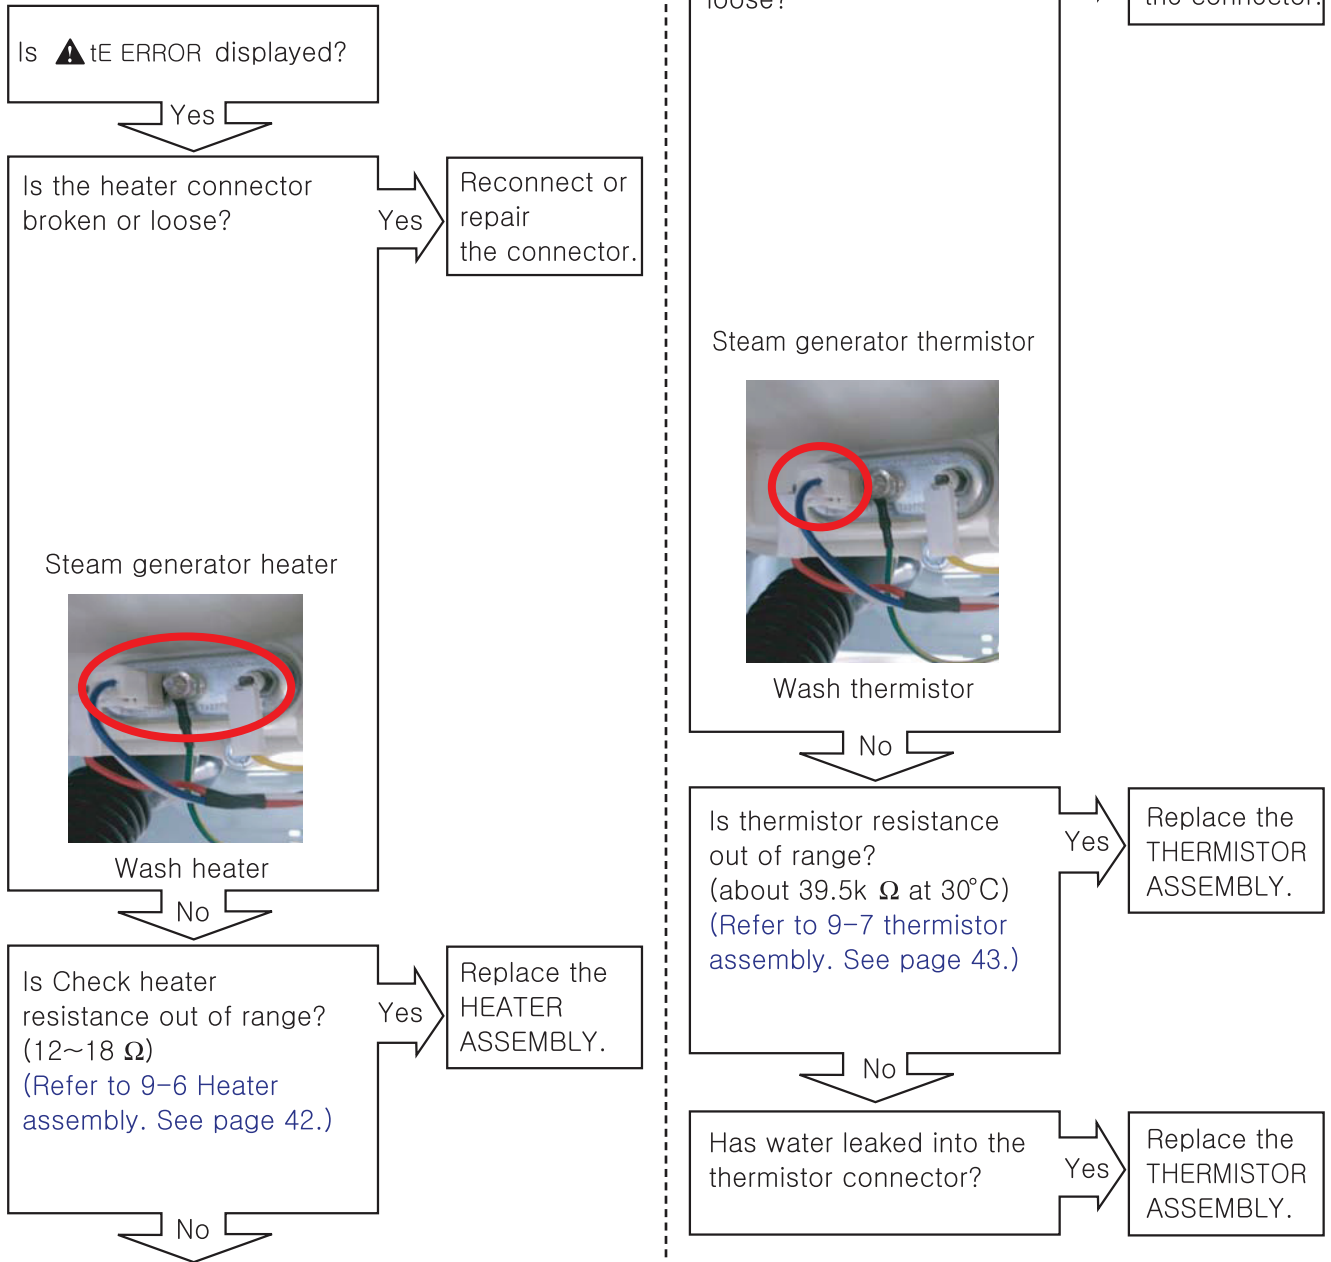 Is ⚠ tE ERROR displayed?
Yes
Is the heater connector
broken or loose?
Yes
Reconnect or
repair
the connector.
Steam generator heater
Wash heater
No
Is Check heater
resistance out of range?
(12~18 Ω)
(Refer to 9-6 Heater
assembly. See page 42.)
Yes
Replace the
HEATER
ASSEMBLY.
No
loose?
the connector.
Steam generator thermistor
Wash thermistor
No
Is thermistor resistance
out of range?
(about 39.5k Ω at 30°C)
(Refer to 9-7 thermistor
assembly. See page 43.)
Yes
Replace the
THERMISTOR
ASSEMBLY.
No
Has water leaked into the
thermistor connector?
Yes
Replace the
THERMISTOR
ASSEMBLY.